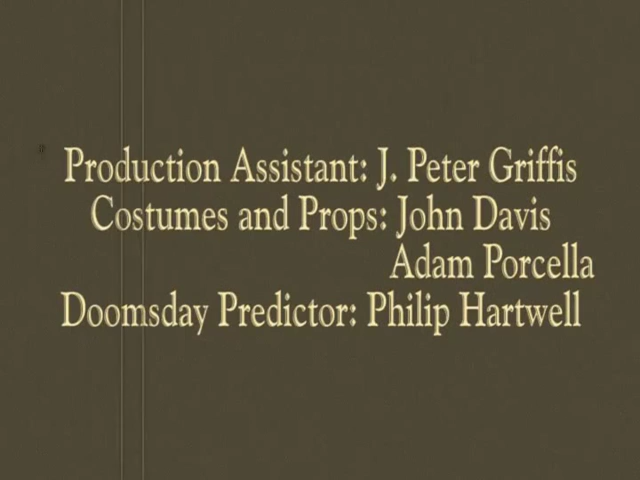 Production Assistant: J. Peter Griffis
Costumes and Props: John Davis
Adam Porcella
Doomsday Predictor: Philip Hartwell